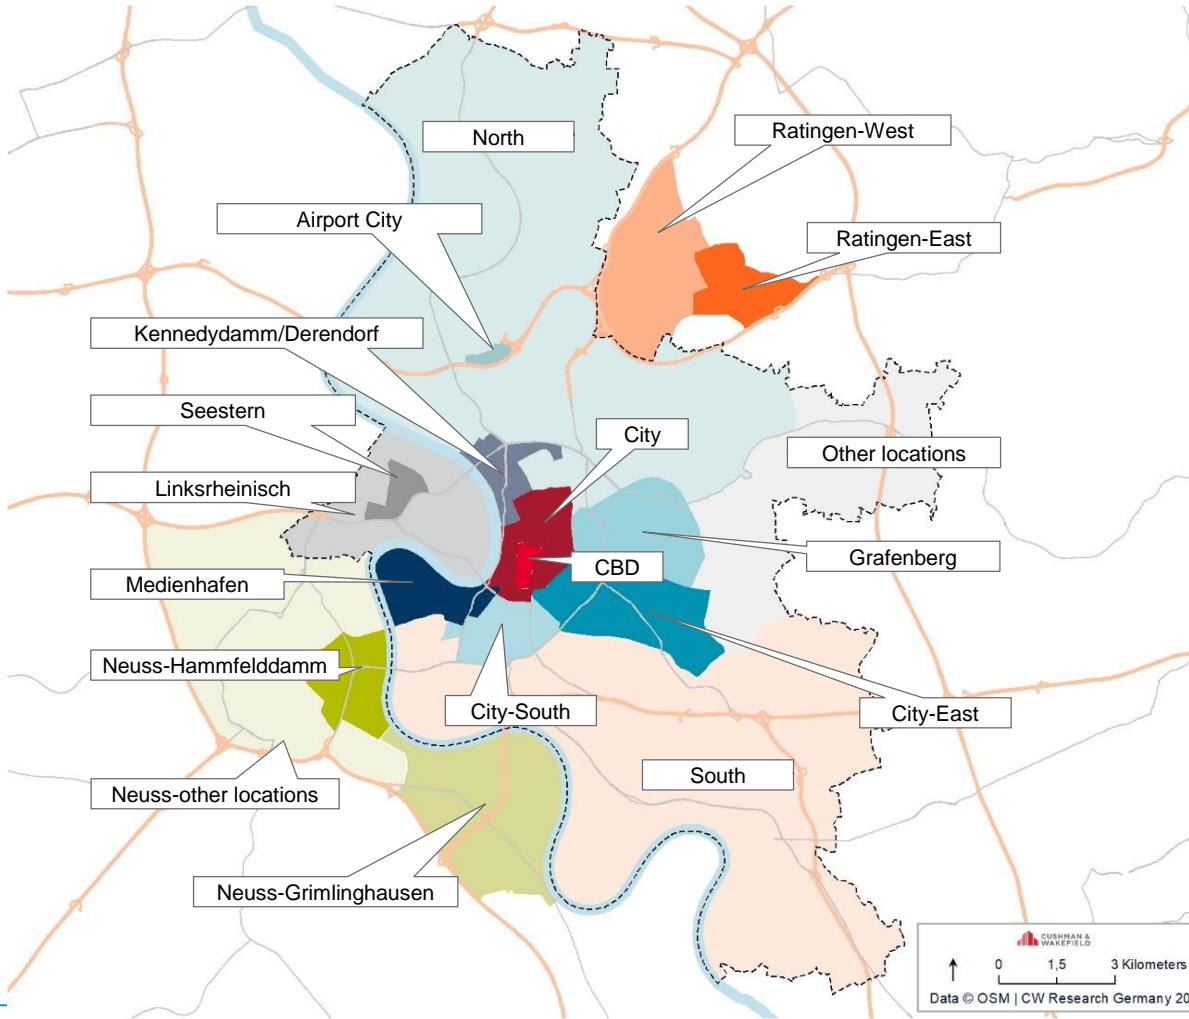 North
Ratingen-West
Airport City
Ratingen-East
Kennedydamm/Derendorf
Seestern
City
Other locations
Linksrheinisch
Grafenberg
CBD
Medienhafen
Neuss-Hammfelddamm
City-South
City-East
South
Neuss-other locations
Neuss-Grimlinghausen
CUSHMAN &
WAKEFIELD
0 1,5 3 Kilometers
Data © OSM | CW Research Germany 20